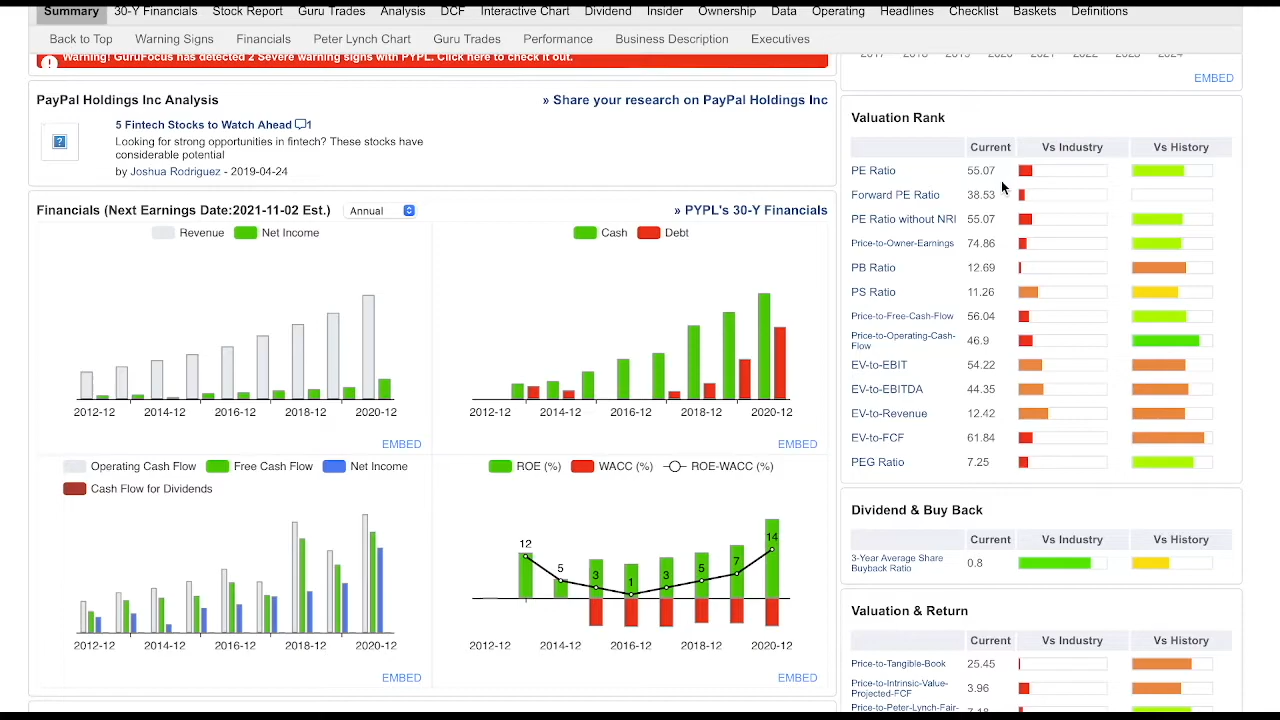 Summary 30-Y Financials Stock Report Guru Trades Analysis DCF Interactive Chart Dividend Insider Ownership Data Operating Headlines Checklist Baskets Definitions
Back to Top Warning Signs Financials Peter Lynch Chart Guru Trades Performance Business Description Executives
Warning! GuruFocus has detected 2 Severe warning signs with PYPL. Click here to check it out.
PayPal Holdings Inc Analysis
» Share your research on PayPal Holdings Inc
5 Fintech Stocks to Watch Ahead 1
Looking for strong opportunities in fintech? These stocks have
considerable potential
by Joshua Rodriguez - 2019-04-24
Financials (Next Earnings Date:2021-11-02 Est.) Annual
» PYPL's 30-Y Financials
Revenue Net Income
2012-12 2014-12 2016-12 2018-12 2020-12
EMBED
Cash Debt
2012-12 2014-12 2016-12 2018-12 2020-12
EMBED
Operating Cash Flow Free Cash Flow Net Income
Cash Flow for Dividends
2012-12 2014-12 2016-12 2018-12 2020-12
EMBED
ROE (%) WACC (%) ROE-WACC (%)
12 5 3 1 3 5 7 14
2012-12 2014-12 2016-12 2018-12 2020-12
EMBED
2017 2018 2019 2020 2021 2022 2023 2024
EMBED
Valuation Rank
Current Vs Industry Vs History
PE Ratio 55.07
Forward PE Ratio 38.53
PE Ratio without NRI 55.07
Price-to-Owner-Earnings 74.86
PB Ratio 12.69
PS Ratio 11.26
Price-to-Free-Cash-Flow 56.04
Price-to-Operating-Cash-
Flow 46.9
EV-to-EBIT 54.22
EV-to-EBITDA 44.35
EV-to-Revenue 12.42
EV-to-FCF 61.84
PEG Ratio 7.25
Dividend & Buy Back
Current Vs Industry Vs History
3-Year Average Share
Buyback Ratio 0.8
Valuation & Return
Current Vs Industry Vs History
Price-to-Tangible-Book 25.45
Price-to-Intrinsic-Value-
Projected-FCF 3.96
Price-to-Peter-Lynch-Fair-